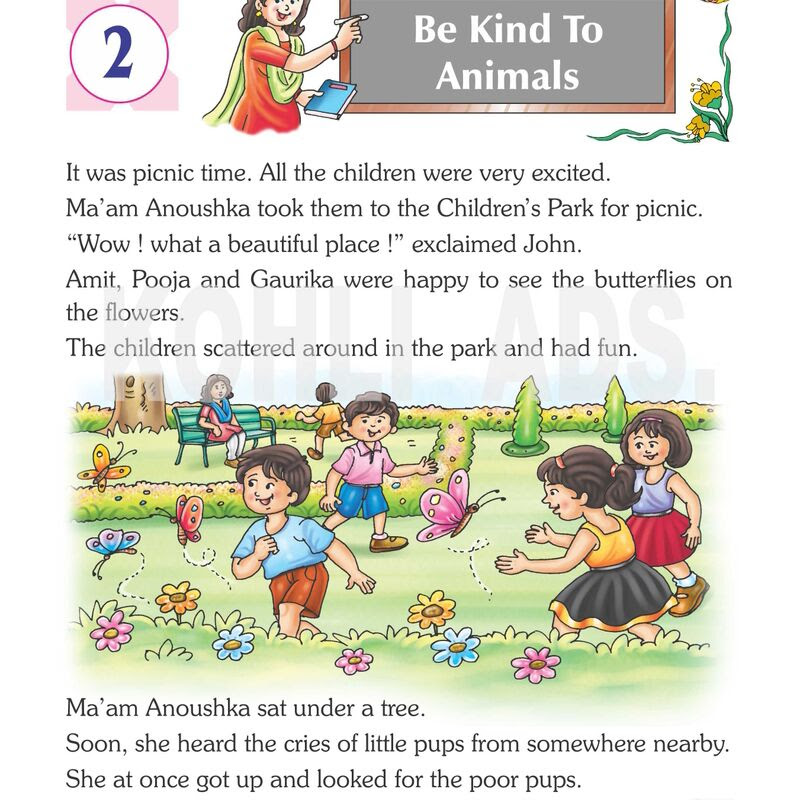 2
Be Kind To
Animals
It was picnic time. All the children were very excited.
Ma’am Anoushka took them to the Children’s Park for picnic.
“Wow ! what a beautiful place !” exclaimed John.
Amit, Pooja and Gaurika were happy to see the butterflies on
the flowers.
KOHLI ADS.
The children scattered around in the park and had fun.
Ma’am Anoushka sat under a tree.
Soon, she heard the cries of little pups from somewhere nearby.
She at once got up and looked for the poor pups.